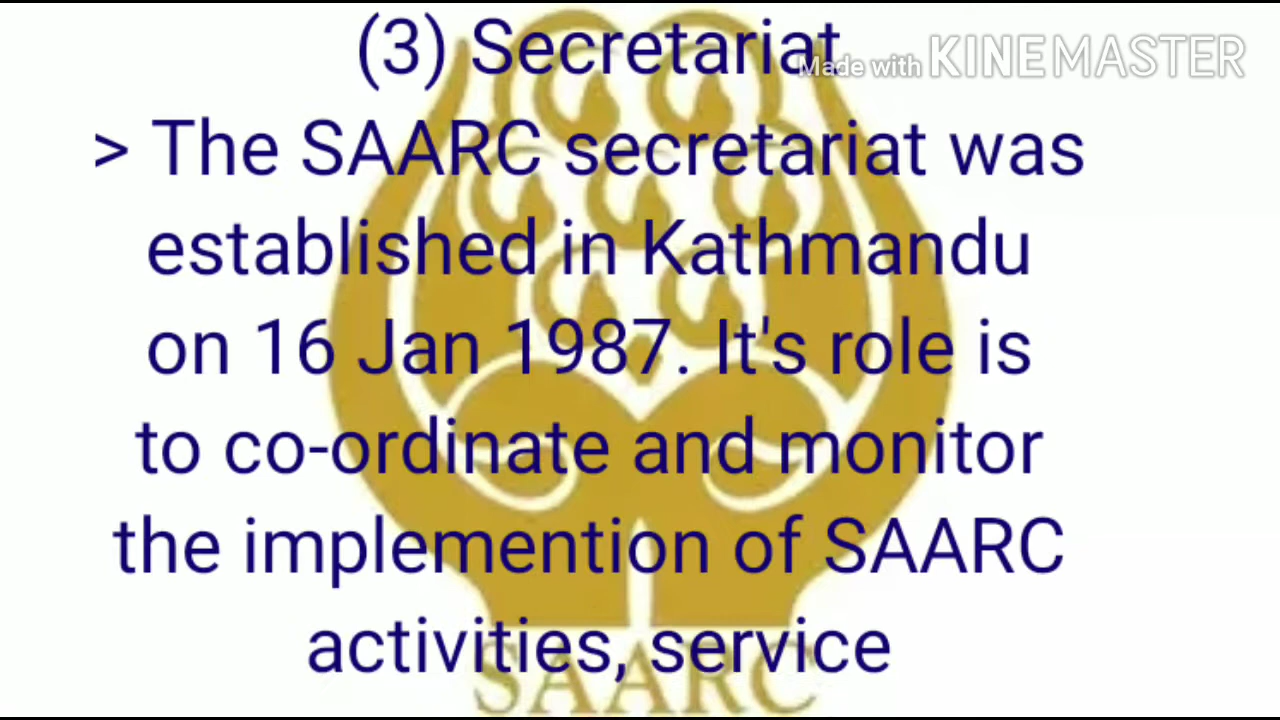 (3) Secretariat
Made with KINEMASTER
> The SAARC secretariat was
established in Kathmandu
on 16 Jan 1987. It's role is
to co-ordinate and monitor
the implemention of SAARC
activities, service
SAARC